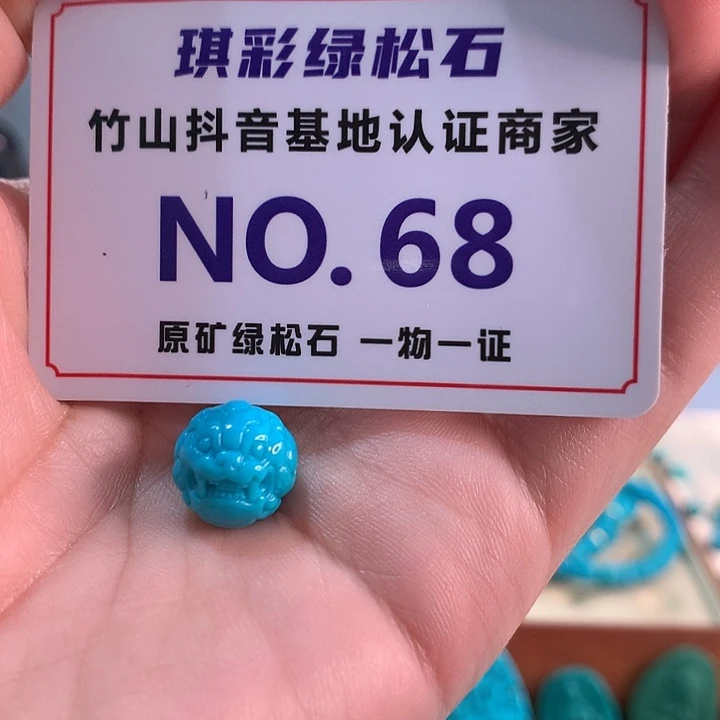 琪彩绿松石
竹山抖音基地认证商家
NO.68
原矿绿松石 一物一证